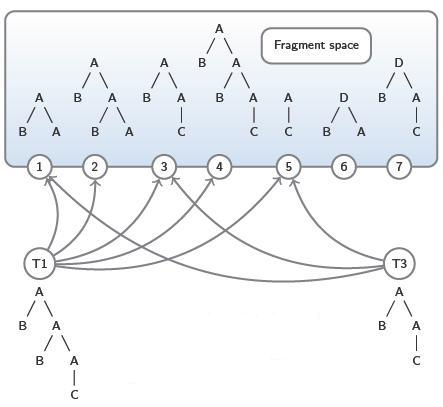 A
Fragment space
A A B A D
B A B A B A A D B A
A B A B A C C C B A C
B A
1 2 3 4 5 6 7
T1 T3
A A
B A B A
B A C
C